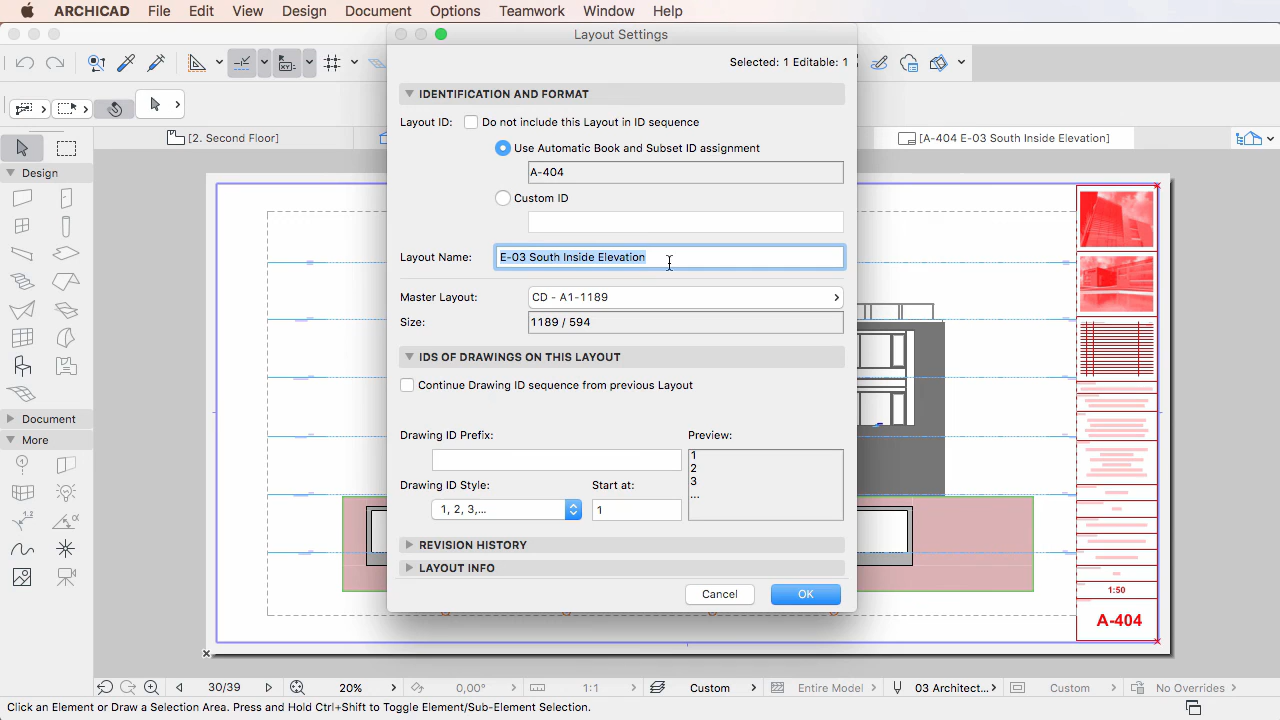 ARCHICAD File Edit View Design Document Options Teamwork Window Help
Layout Settings
Selected: 1 Editable: 1
IDENTIFICATION AND FORMAT
Layout ID: Do not include this Layout in ID sequence
[2. Second Floor]
[A-404 E-03 South Inside Elevation]
Use Automatic Book and Subset ID assignment
A-404
Design
Custom ID
Layout Name: E-03 South Inside Elevation
Master Layout: CD - A1-1189
Size: 1189 / 594
IDS OF DRAWINGS ON THIS LAYOUT
Continue Drawing ID sequence from previous Layout
Document
More
Drawing ID Prefix:
Preview:
1
2
3
...
Drawing ID Style: Start at:
1, 2, 3,... 1
REVISION HISTORY
LAYOUT INFO
Cancel OK
1:50
A-404
30/39 20% 0,00° 1:1 Custom Entire Model 03 Architect... Custom No Overrides
Click an Element or Draw a Selection Area. Press and Hold Ctrl+Shift to Toggle Element/Sub-Element Selection.